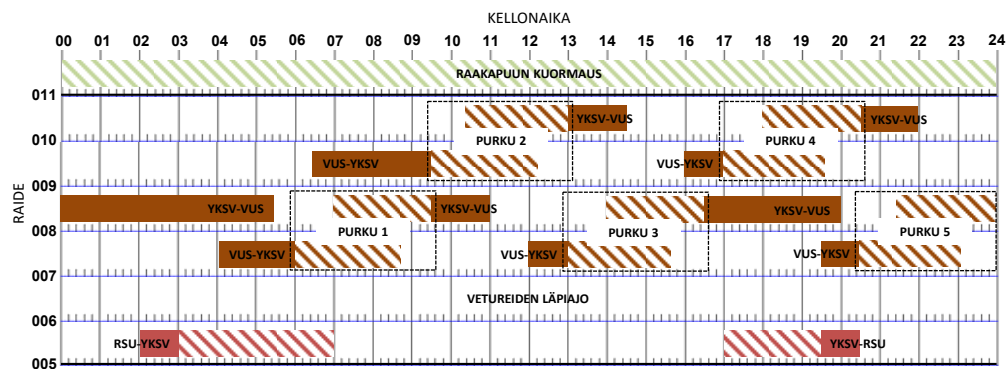 KELLONAIKA
00 01 02 03 04 05 06 07 08 09 10 11 12 13 14 15 16 17 18 19 20 21 22 23 24
RAAKAPUUN KUORMAUS
011
YKSV-VUS
YKSV-VUS
010
PURKU 2
PURKU 4
VUS-YKSV
VUS-YKSV
009
RAIDE
YKSV-VUS
YKSV-VUS
YKSV-VUS
008
PURKU 1
PURKU 3
PURKU 5
VUS-YKSV
VUS-YKSV
VUS-YKSV
007
VETUREIDEN LÄPIAJO
006
RSU-YKSV
YKSV-RSU
005